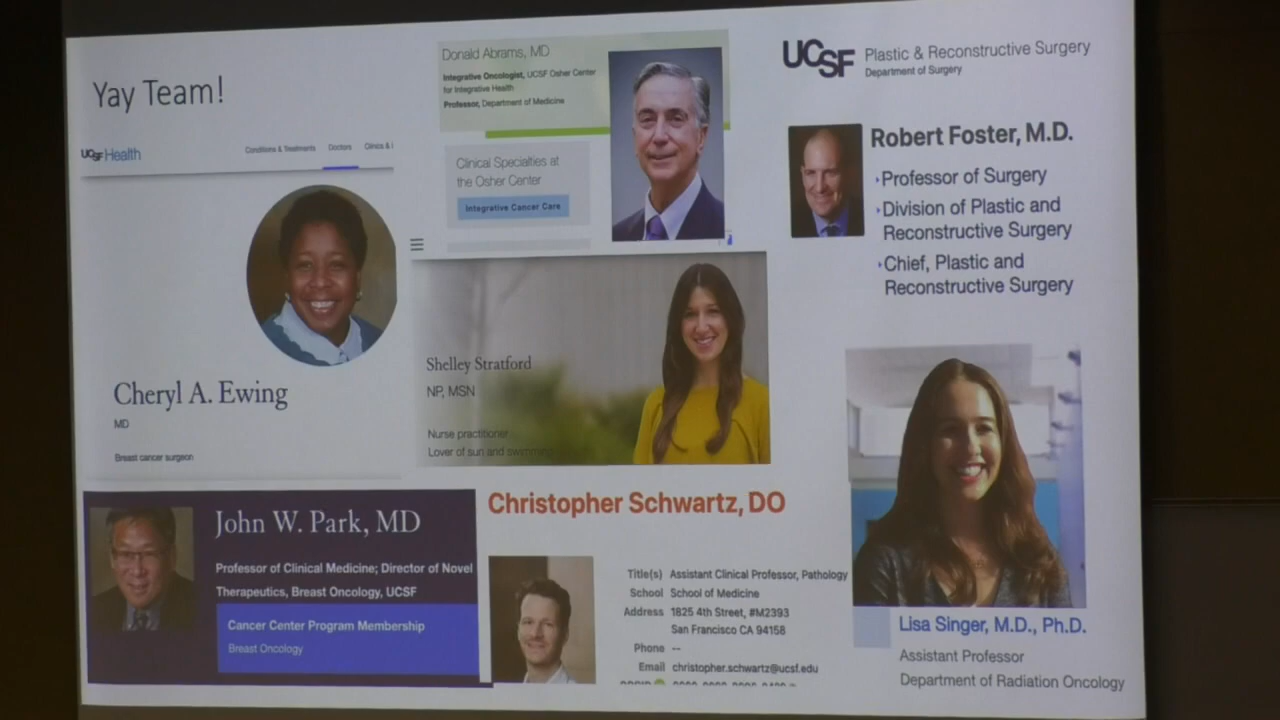 Yay Team!
UCSF Health
Conditions & Treatments Doctors Clinics & l
Cheryl A. Ewing
MD
Breast cancer surgeon
Donald Abrams, MD
Integrative Oncologist, UCSF Osher Center
for Integrative Health
Professor, Department of Medicine
Clinical Specialties at
the Osher Center
Integrative Cancer Care
Shelley Stratford
NP, MSN
Nurse practitioner
Lover of sun and swimming
UCSF Plastic & Reconstructive Surgery
Department of Surgery
Robert Foster, M.D.
Professor of Surgery
Division of Plastic and
Reconstructive Surgery
Chief, Plastic and
Reconstructive Surgery
John W. Park, MD
Professor of Clinical Medicine; Director of Novel
Therapeutics, Breast Oncology, UCSF
Cancer Center Program Membership
Breast Oncology
Christopher Schwartz, DO
Title(s) Assistant Clinical Professor, Pathology
School School of Medicine
Address 1825 4th Street, #M2393
San Francisco CA 94158
Phone --
Email christopher.schwartz@ucsf.edu
Lisa Singer, M.D., Ph.D.
Assistant Professor
Department of Radiation Oncology